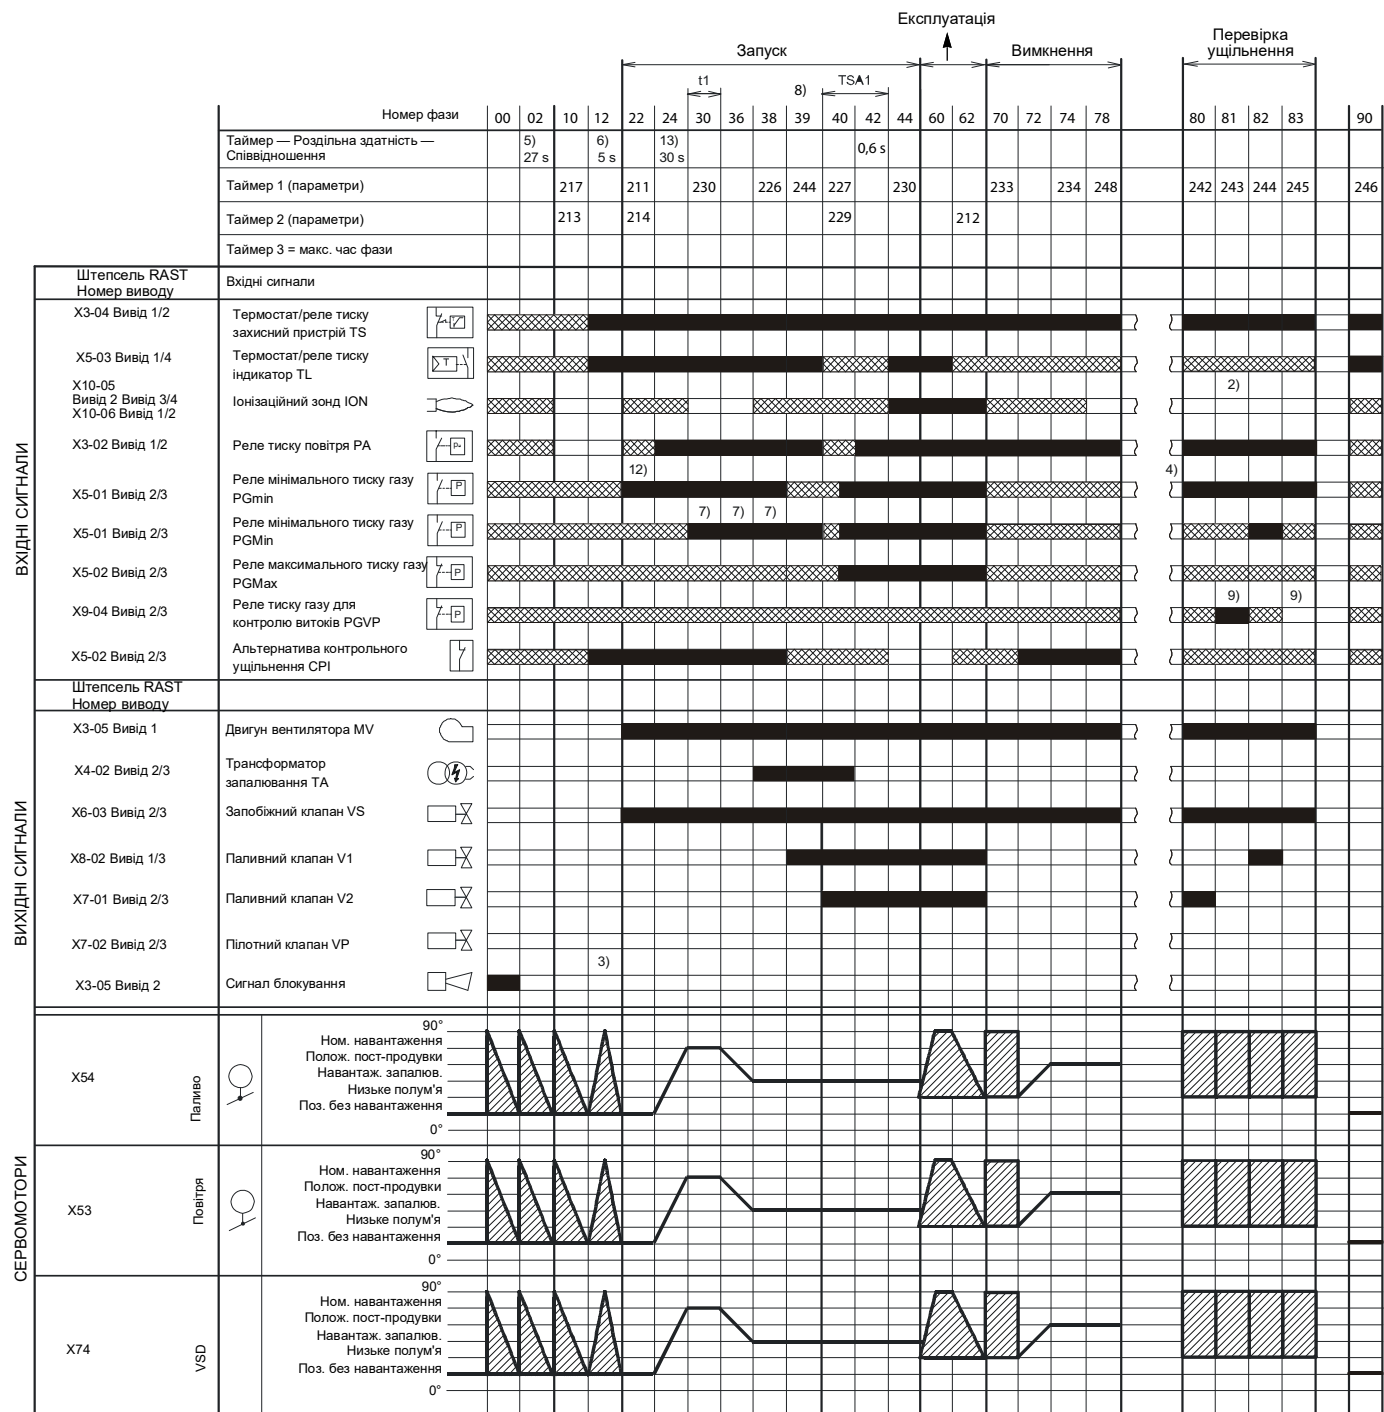 Експлуатація
Запуск
Вимкнення
Перевірка
ущільнення
t1
8)
TSA1
Номер фази 00 02 10 12 22 24 30 36 38 39 40 42 44 60 62 70 72 74 78 80 81 82 83 90
Таймер — Роздільна здатність —
Співвідношення
5) 6) 13)
27 s 5 s 30 s 0,6 s
Таймер 1 (параметри) 217 211 230 226 244 227 230 233 234 248 242 243 244 245 246
Таймер 2 (параметри) 213 214 229 212
Таймер 3 = макс. час фази
Штепсель RAST
Номер виводу
Вхідні сигнали
ВХІДНІ СИГНАЛИ
X3-04 Вивід 1/2
Термостат/реле тиску
захисний пристрій TS
X5-03 Вивід 1/4
Термостат/реле тиску
індикатор TL
T
2)
X10-05
Вивід 2 Вивід 3/4
X10-06 Вивід 1/2
Іонізаційний зонд ION
X3-02 Вивід 1/2
Реле тиску повітря PA
P-
12)
4)
X5-01 Вивід 2/3
Реле мінімального тиску газу
PGmin
P
7) 7) 7)
X5-01 Вивід 2/3
Реле мінімального тиску газу
PGMin
P
X5-02 Вивід 2/3
Реле максимального тиску газу
PGMax
P
9) 9)
X9-04 Вивід 2/3
Реле тиску газу для
контролю витоків PGVP
P
X5-02 Вивід 2/3
Альтернатива контрольного
ущільнення CPI
Штепсель RAST
Номер виводу
ВИХІДНІ СИГНАЛИ
X3-05 Вивід 1
Двигун вентилятора MV
X4-02 Вивід 2/3
Трансформатор
запалювання TA
X6-03 Вивід 2/3
Запобіжний клапан VS
X8-02 Вивід 1/3
Паливний клапан V1
X7-01 Вивід 2/3
Паливний клапан V2
X7-02 Вивід 2/3
Пілотний клапан VP
3)
X3-05 Вивід 2
Сигнал блокування
СЕРВОМОТОРИ
X54
Паливо
90°
Ном. навантаження
Полож. пост-продувки
Навантаж. запалюв.
Низьке полум'я
Поз. без навантаження
0°
X53
Повітря
90°
Ном. навантаження
Полож. пост-продувки
Навантаж. запалюв.
Низьке полум'я
Поз. без навантаження
0°
X74
VSD
90°
Ном. навантаження
Полож. пост-продувки
Навантаж. запалюв.
Низьке полум'я
Поз. без навантаження
0°